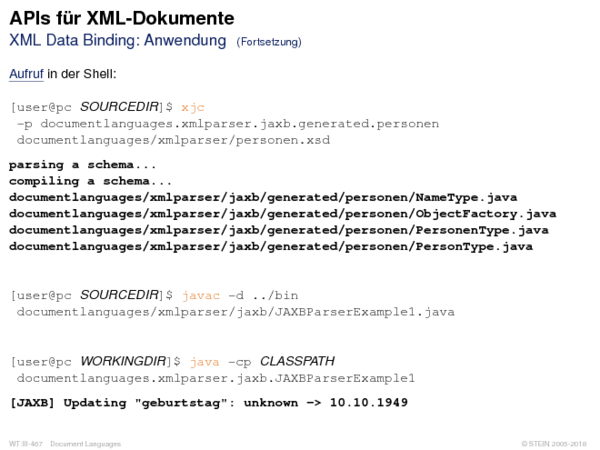 APIs für XML-Dokumente
XML Data Binding: Anwendung (Fortsetzung)
Aufruf in der Shell:
[user@pc SOURCEDIR]$ xjc
-p documentlanguages.xmlparser.jaxb.generated.personen
documentlanguages/xmlparser/personen.xsd
parsing a schema...
compiling a schema...
documentlanguages/xmlparser/jaxb/generated/personen/NameType.java
documentlanguages/xmlparser/jaxb/generated/personen/ObjectFactory.java
documentlanguages/xmlparser/jaxb/generated/personen/PersonenType.java
documentlanguages/xmlparser/jaxb/generated/personen/PersonType.java
[user@pc SOURCEDIR]$ javac -d ../bin
documentlanguages/xmlparser/jaxb/JAXBParserExample1.java
[user@pc WORKINGDIR]$ java -cp CLASSPATH
documentlanguages.xmlparser.jaxb.JAXBParserExample1
[JAXB] Updating "geburtstag": unknown -> 10.10.1949
WT:III-467 Document Languages © STEIN 2005-2018